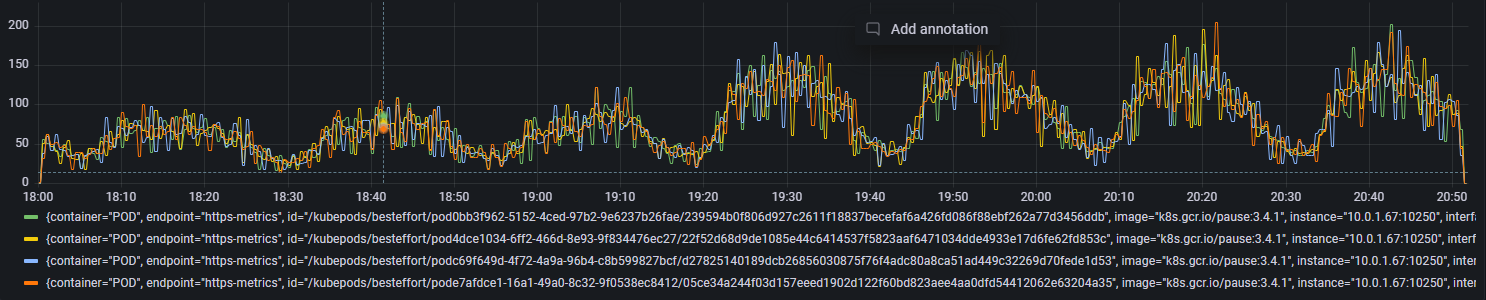 200
Add annotation
150
100
50
0
18:00 18:10 18:20 18:30 18:40 18:50 19:00 19:10 19:20 19:30 19:40 19:50 20:00 20:10 20:20 20:30 20:40 20:50
{container="POD", endpoint="https-metrics", id="/kubepods/besteffort/pod0bb3f962-5152-4ced-97b2-9e6237b26fae/239594b0f806d927c2611f18837becefaf6a426fd086f88ebf262a77d3456ddb", image="k8s.gcr.io/pause:3.4.1", instance="10.0.1.67:10250", interfa
{container="POD", endpoint="https-metrics", id="/kubepods/besteffort/pod4dce1034-6ff2-466d-8e93-9f834476ec27/22f52d68d9de1085e44c6414537f5823aaf6471034dde4933e17d6fe62fd853c", image="k8s.gcr.io/pause:3.4.1", instance="10.0.1.67:10250", interf
{container="POD", endpoint="https-metrics", id="/kubepods/besteffort/podc69f649d-4f72-4a9a-96b4-c8b599827bcf/d27825140189dcb26856030875f76f4adc80a8ca51ad449c32269d70fede1d53", image="k8s.gcr.io/pause:3.4.1", instance="10.0.1.67:10250", inter
{container="POD", endpoint="https-metrics", id="/kubepods/besteffort/pode7afdce1-16a1-49a0-8c32-9f0538ec8412/05ce34a244f03d157eeed1902d122f60bd823aee4aa0dfd54412062e63204a35", image="k8s.gcr.io/pause:3.4.1", instance="10.0.1.67:10250", inter